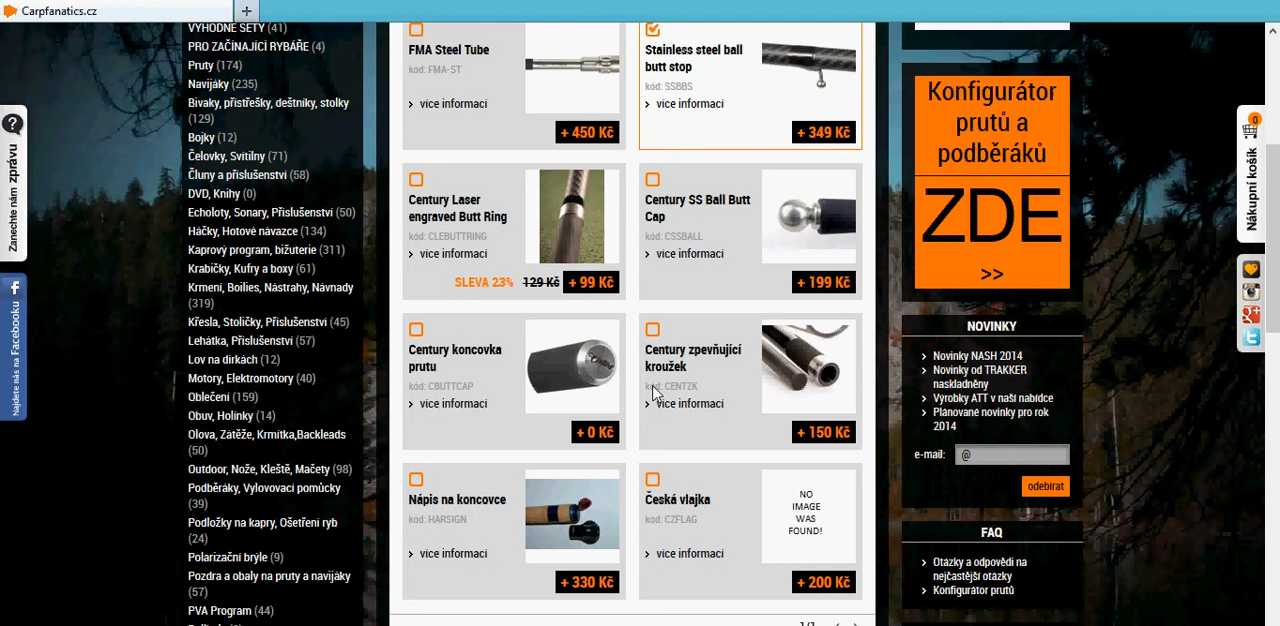 Carpfanatics.cz
VÝHODNÉ SETY (41)
PRO ZAČÍNAJÍCÍ RYBÁŘE (4)
Pruty (174)
Navijáky (235)
Bivaky, přístřešky, deštníky, stolky
(129)
Bojky (12)
Čelovky, Svítilny (71)
Čluny a příslušenství (58)
DVD, Knihy (0)
Echoloty, Sonary, Příslušenství (50)
Háčky, Hotové návazce (134)
Kaprový program, bižuterie (311)
Krabičky, Kufry a boxy (61)
Krmení, Boilies, Nástrahy, Návnady
(319)
Křesla, Stoličky, Příslušenství (45)
Lehátka, Příslušenství (57)
Lov na dírkách (12)
Motory, Elektromotory (40)
Oblečení (159)
Obuv, Holínky (14)
Olova, Zátěže, Krmítka,Backleads
(50)
Outdoor, Nože, Kleště, Mačety (98)
Podběráky, Vylovovací pomůcky
(39)
Podložky na kapry, Ošetření ryb
(24)
Polarizační brýle (9)
Pozdra a obaly na pruty a navijáky
(57)
PVA Program (44)
?
Zanechte nám zprávu
Najdete nás na Facebooku
f
FMA Steel Tube
kód: FMA-ST
více informací
+ 450 Kč
Stainless steel ball
butt stop
kód: SSBBS
více informací
+ 349 Kč
Century Laser
engraved Butt Ring
kód: CLEBUTTRING
více informací
SLEVA 23% 129 Kč + 99 Kč
Century SS Ball Butt
Cap
kód: CSSBALL
více informací
+ 199 Kč
Century koncovka
prutu
kód: CBUTTCAP
více informací
+ 0 Kč
Century zpevňující
kroužek
kód: CENTZK
více informací
+ 150 Kč
Nápis na koncovce
kód: HARSIGN
více informací
+ 330 Kč
Česká vlajka
kód: CZFLAG
NO
IMAGE
WAS
FOUND!
více informací
+ 200 Kč
1/1
Konfigurátor
prutů a
podběráků
ZDE
>>
NOVINKY
Novinky NASH 2014
Novinky od TRAKKER
naskladněny
Výrobky ATT v naší nabídce
Plánované novinky pro rok
2014
e-mail: @
odebírat
FAQ
Otázky a odpovědi na
nejčastější otázky
Konfigurátor prutů
0
Nákupní košík